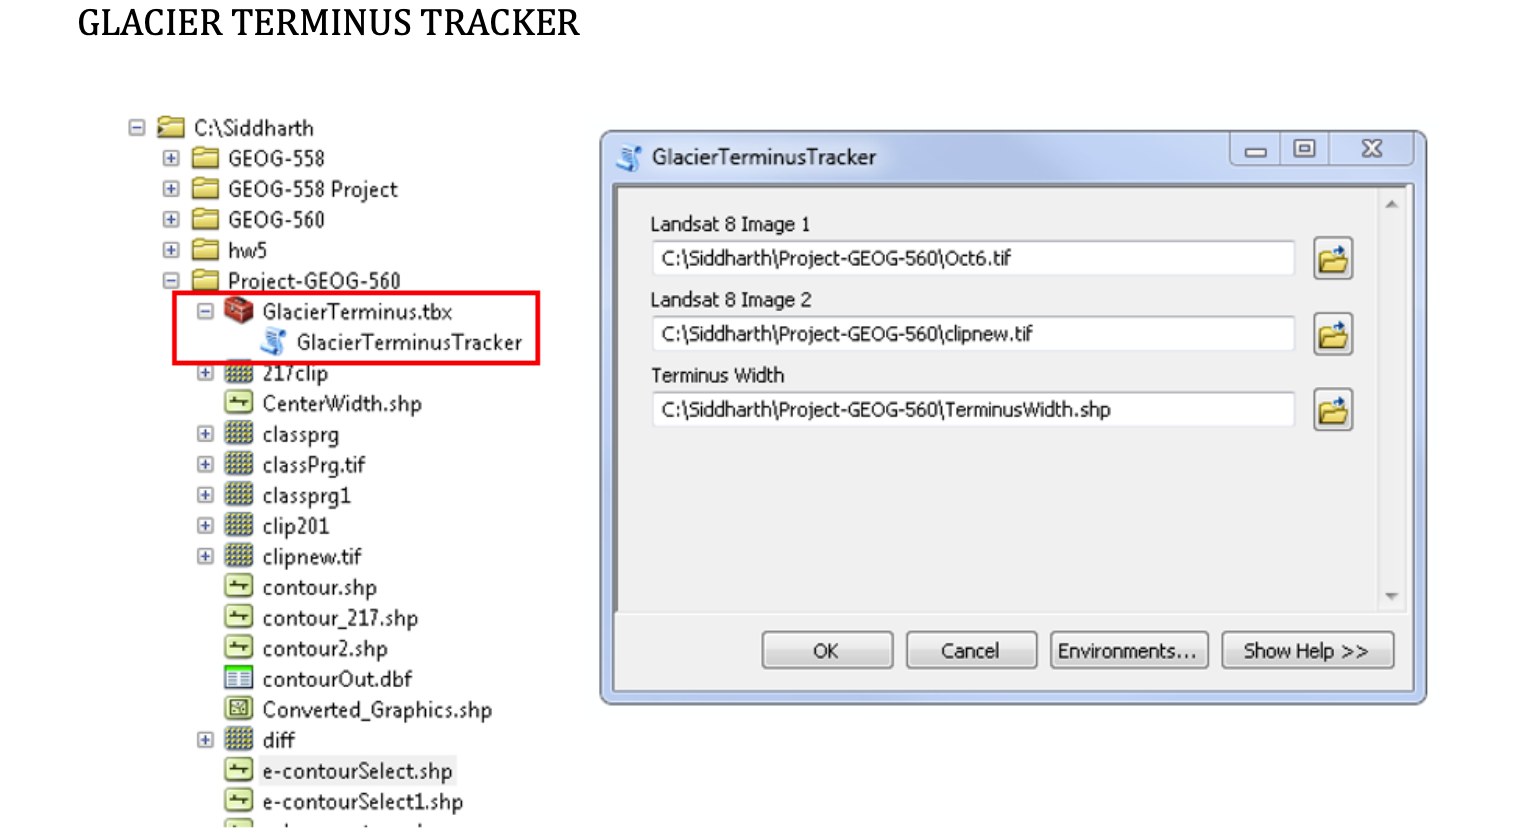 GLACIER TERMINUS TRACKER
C:\Siddharth
GEOG-558
GEOG-558 Project
GEOG-560
hw5
Project-GEOG-560
GlacierTerminus.tbx
GlacierTerminusTracker
217clip
CenterWidth.shp
classprg
classPrg.tif
classprg1
clip201
clipnew.tif
contour.shp
contour_217.shp
contour2.shp
contourOut.dbf
Converted_Graphics.shp
diff
e-contourSelect.shp
e-contourSelect1.shp
GlacierTerminusTracker
Landsat 8 Image 1
C:\Siddharth\Project-GEOG-560\Oct6.tif
Landsat 8 Image 2
C:\Siddharth\Project-GEOG-560\clipnew.tif
Terminus Width
C:\Siddharth\Project-GEOG-560\TerminusWidth.shp
OK Cancel Environments... Show Help >>